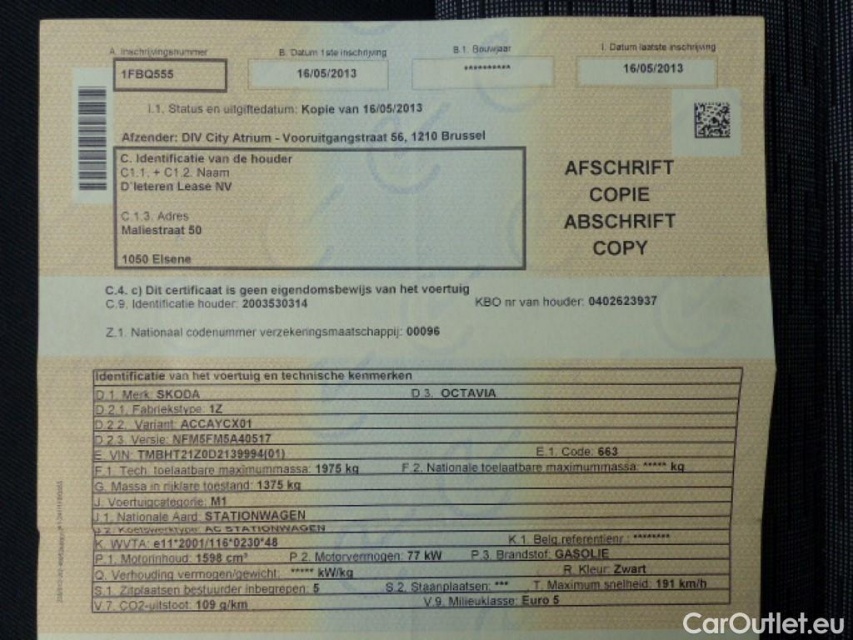 A. Inschrijvingsnummer B. Datum 1ste inschrijving B.1. Bouwjaar I. Datum laatste inschrijving
1FBQ555 16/05/2013 ********** 16/05/2013
I.1. Status en uitgiftedatum: Kopie van 16/05/2013
Afzender: DIV City Atrium - Vooruitgangstraat 56, 1210 Brussel
C. Identificatie van de houder
C1.1. + C1.2. Naam
D'Ieteren Lease NV
C.1.3. Adres
Maliestraat 50
1050 Elsene
AFSCHRIFT
COPIE
ABSCHRIFT
COPY
C.4. c) Dit certificaat is geen eigendomsbewijs van het voertuig
C.9. Identificatie houder: 2003530314 KBO nr van houder: 0402623937
Z.1. Nationaal codenummer verzekeringsmaatschappij: 00096
Identificatie van het voertuig en technische kenmerken
D.1. Merk: SKODA D.3. OCTAVIA
D.2.1. Fabriekstype: 1Z
D.2.2. Variant: ACCAYCX01
D.2.3. Versie: NFM5FM5A40517
E. VIN: TMBHT21Z0D2139994(01) E.1. Code: 663
F.1. Tech. toelaatbare maximummassa: 1975 kg F.2. Nationale toelaatbare maximummassa: ***** kg
G. Massa in rijklare toestand: 1375 kg
J. Voertuigcategorie: M1
J.1. Nationale Aard: STATIONWAGEN
J.2. Koetswerktype: AC STATIONWAGEN
K. WVTA: e11*2001/116*0230*48 K.1. Belg.referentienr.: ********
P.1. Motorinhoud: 1598 cm³ P.2. Motorvermogen: 77 kW P.3. Brandstof: GASOLIE
Q. Verhouding vermogen/gewicht: ***** kW/kg R. Kleur: Zwart
S.1. Zitplaatsen bestuurder inbegrepen: 5 S.2. Staanplaatsen: *** T. Maximum snelheid: 191 km/h
V.7. CO2-uitstoot: 109 g/km V.9. Milieuklasse: Euro 5
CarOutlet.eu